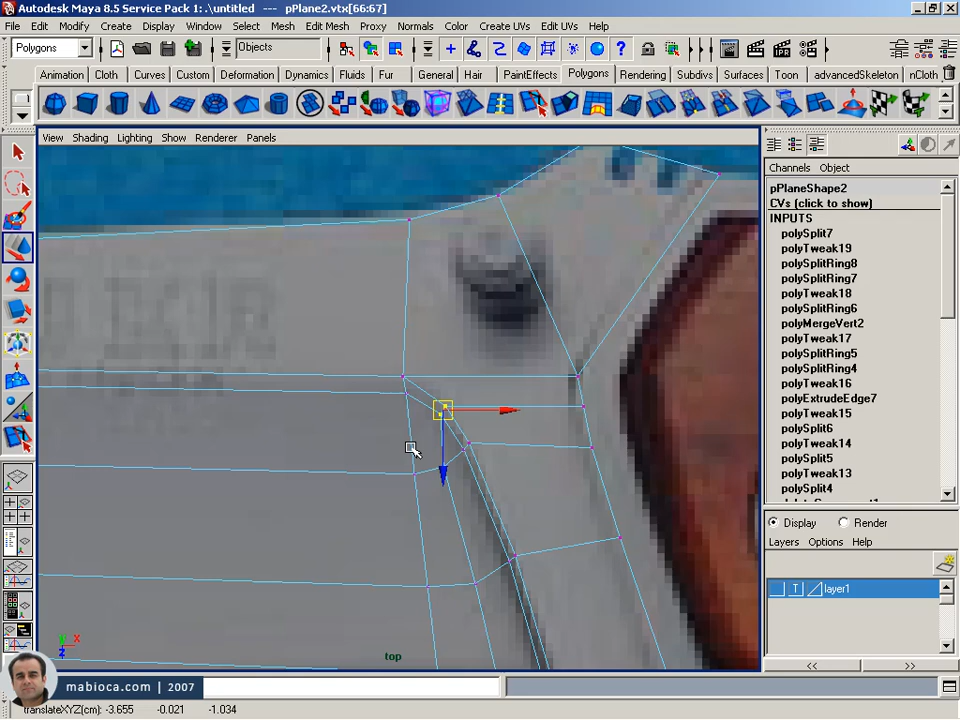 Autodesk Maya 8.5 Service Pack 1: .\untitled --- pPlane2.vtx[66:67]
File Edit Modify Create Display Window Select Mesh Edit Mesh Proxy Normals Color Create UVs Edit UVs Help
Polygons Objects
Animation Cloth Curves Custom Deformation Dynamics Fluids Fur General Hair PaintEffects Polygons Rendering Subdivs Surfaces Toon advancedSkeleton nCloth
View Shading Lighting Show Renderer Panels
Channels Object
pPlaneShape2
CVs (click to show)
INPUTS
polySplit7
polyTweak19
polySplitRing8
polySplitRing7
polyTweak18
polySplitRing6
polyMergeVert2
polyTweak17
polySplitRing5
polySplitRing4
polyTweak16
polyExtrudeEdge7
polyTweak15
polySplit6
polyTweak14
polySplit5
polyTweak13
polySplit4
Display Render
Layers Options Help
T layer1
<< >>
y x
z
top
mabioca.com | 2007
translateXYZ(cm): -3.655 -0.021 -1.034